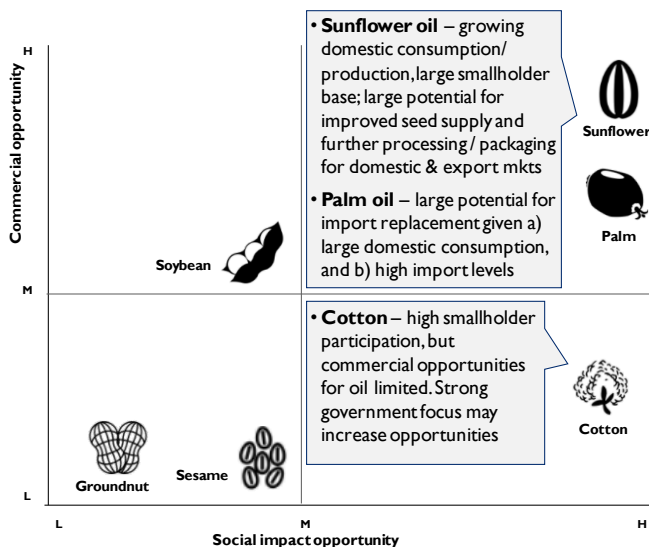 H
Commercial opportunity
M
L
• Sunflower oil – growing
domestic consumption/
production, large smallholder
base; large potential for
improved seed supply and
further processing / packaging
for domestic & export mkts
• Palm oil – large potential for
import replacement given a)
large domestic consumption,
and b) high import levels
Sunflower
Palm
Soybean
• Cotton – high smallholder
participation, but
commercial opportunities
for oil limited. Strong
government focus may
increase opportunities
Cotton
Groundnut
Sesame
L
M
H
Social impact opportunity